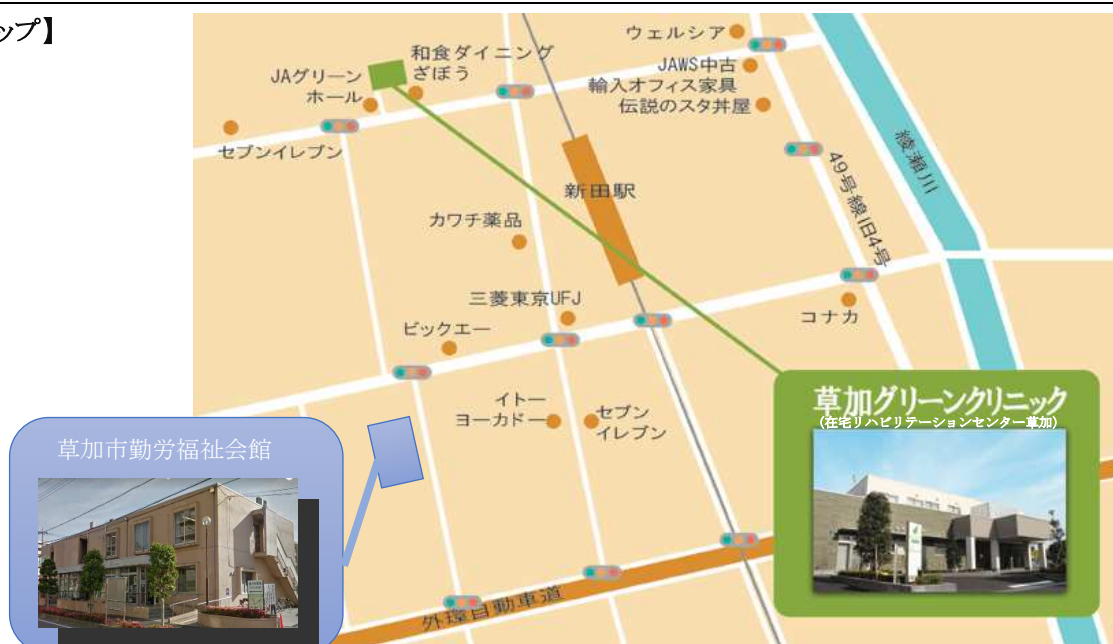 ップ】
ウェルシア
和食ダイニング
ざぼう
JAWS中古
輸入オフィス家具
伝説のスタ丼屋
JAグリーン
ホール
セブンイレブン
綾瀬川
49号線旧4号
新田駅
カワチ薬品
三菱東京UFJ
コナカ
ビックエー
イトー
ヨーカドー
セブン
イレブン
草加グリーンクリニック
(在宅リハビリテーションセンター草加)
草加市勤労福祉会館
外環自動車道